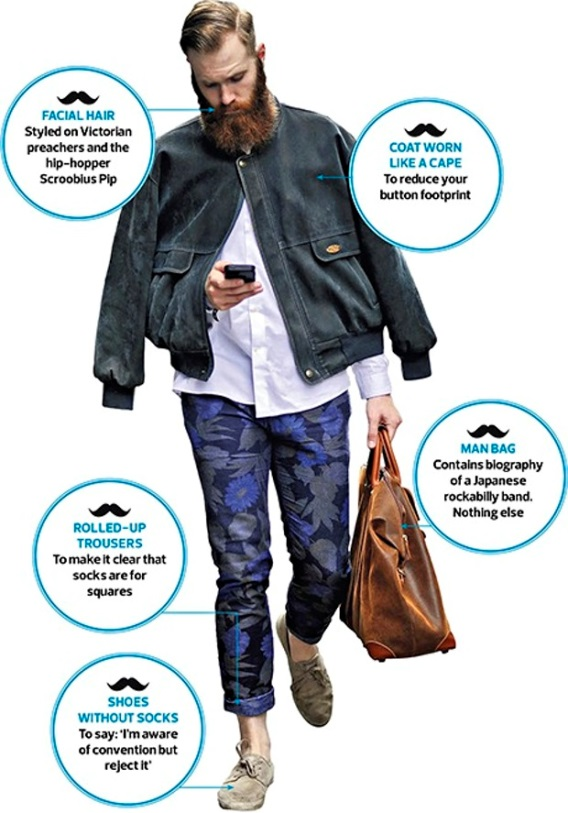 FACIAL HAIR
Styled on Victorian
preachers and the
hip-hopper
Scroobius Pip
COAT WORN
LIKE A CAPE
To reduce your
button footprint
MAN BAG
Contains biography
of a Japanese
rockabilly band.
Nothing else
ROLLED-UP
TROUSERS
To make it clear that
socks are for
squares
SHOES
WITHOUT SOCKS
To say: 'I'm aware
of convention but
reject it'